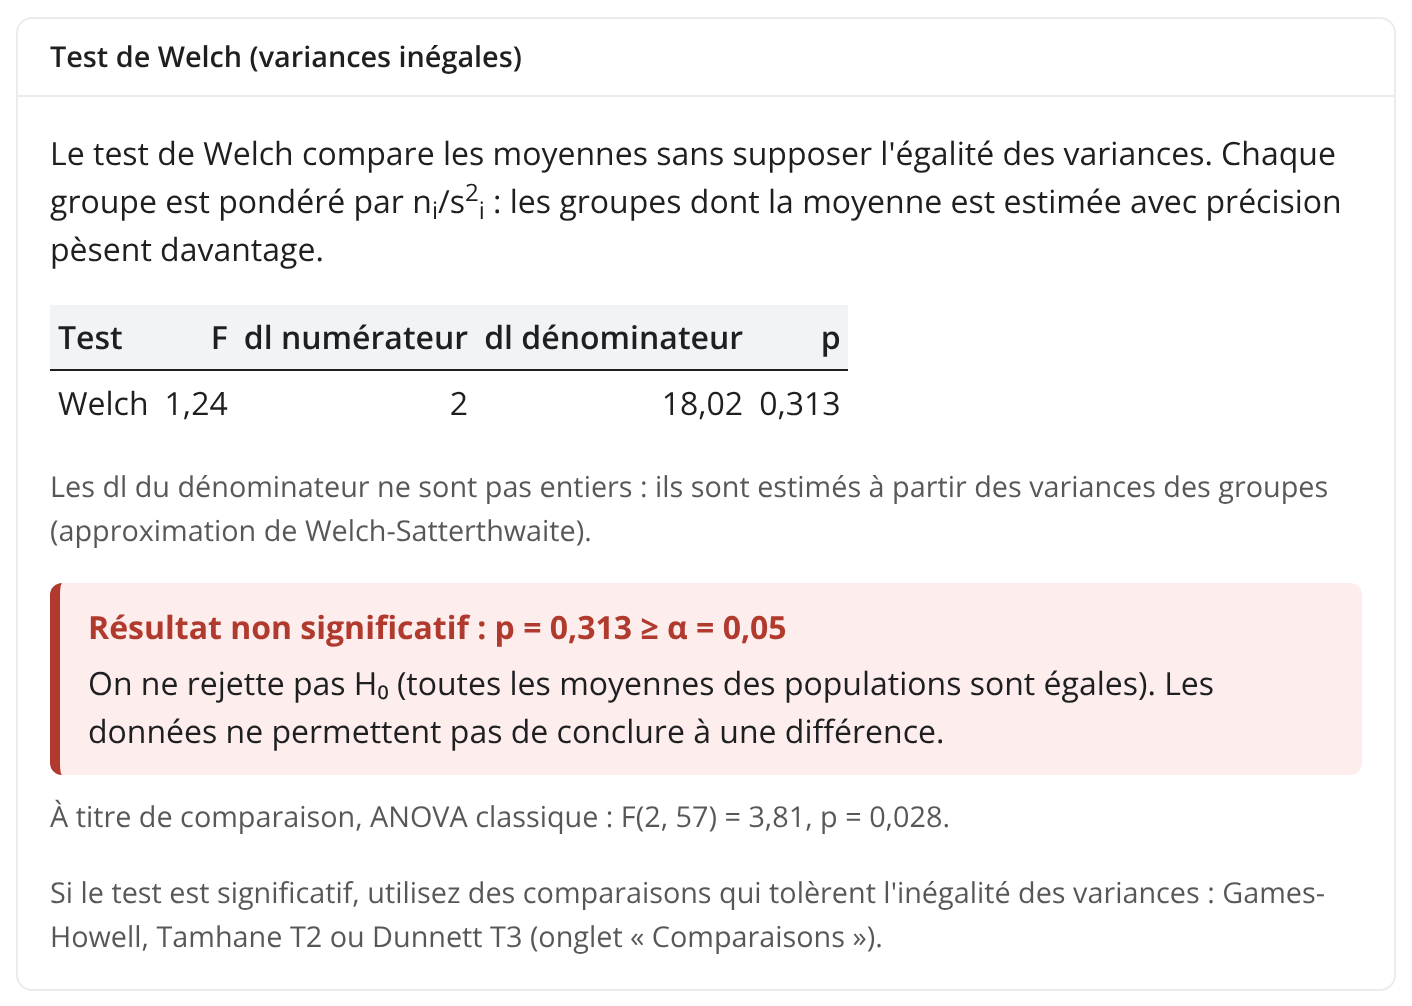 Test de Welch (variances inégales)
Le test de Welch compare les moyennes sans supposer l'égalité des variances. Chaque
groupe est pondéré par nᵢ/s²ᵢ : les groupes dont la moyenne est estimée avec précision
pèsent davantage.
Test F dl numérateur dl dénominateur p
Welch 1,24 2 18,02 0,313
Les dl du dénominateur ne sont pas entiers : ils sont estimés à partir des variances des groupes
(approximation de Welch-Satterthwaite).
Résultat non significatif : p = 0,313 ≥ α = 0,05
On ne rejette pas H₀ (toutes les moyennes des populations sont égales). Les
données ne permettent pas de conclure à une différence.
À titre de comparaison, ANOVA classique : F(2, 57) = 3,81, p = 0,028.
Si le test est significatif, utilisez des comparaisons qui tolèrent l'inégalité des variances : Games-
Howell, Tamhane T2 ou Dunnett T3 (onglet « Comparaisons »).